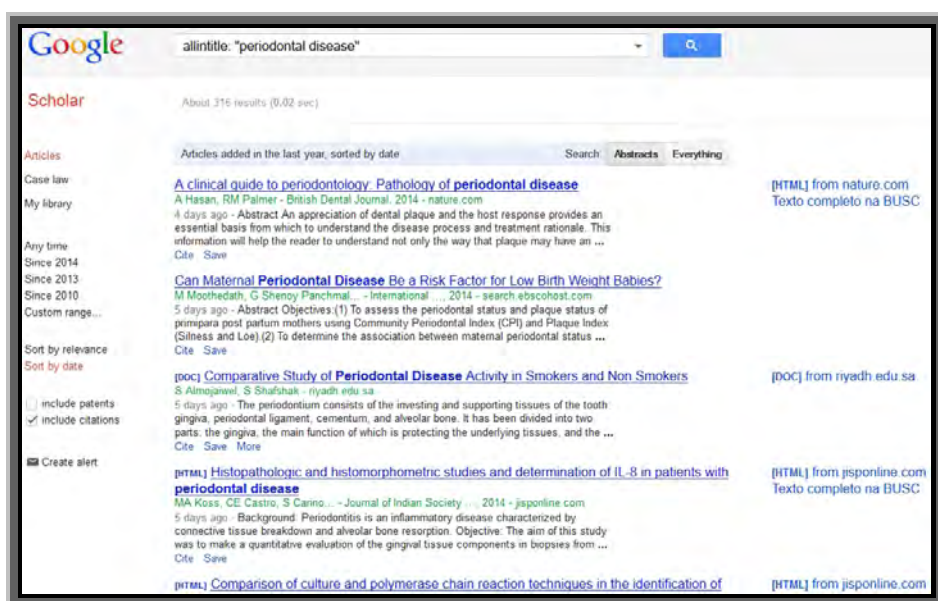 Google
allintitle: "periodontal disease"
Scholar
About 316 results (0.02 sec)
Articles
Case law
My library
Any time
Since 2014
Since 2013
Since 2010
Custom range...
Sort by relevance
Sort by date
include patents
include citations
Create alert
Articles added in the last year, sorted by date Search: Abstracts Everything
A clinical guide to periodontology: Pathology of periodontal disease
A Hasan, RM Palmer - British Dental Journal, 2014 - nature.com
4 days ago - Abstract An appreciation of dental plaque and the host response provides an
essential basis from which to understand the disease process and treatment rationale. This
information will help the reader to understand not only the way that plaque may have an ...
Cite Save
[HTML] from nature.com
Texto completo na BUSC
Can Maternal Periodontal Disease Be a Risk Factor for Low Birth Weight Babies?
M Moothedath, G Shenoy Panchmal... - International ..., 2014 - search.ebscohost.com
5 days ago - Abstract Objectives:(1) To assess the periodontal status and plaque status of
primipara post partum mothers using Community Periodontal Index (CPI) and Plaque Index
(Silness and Loe).(2) To determine the association between maternal periodontal status ...
Cite Save
[DOC] Comparative Study of Periodontal Disease Activity in Smokers and Non Smokers
S Almojaiwel, S Shafshak - riyadh.edu.sa
5 days ago - The periodontium consists of the investing and supporting tissues of the tooth
gingiva, periodontal ligament, cementum, and alveolar bone. It has been divided into two
parts: the gingiva, the main function of which is protecting the underlying tissues, and the ...
Cite Save More
[DOC] from riyadh.edu.sa
[HTML] Histopathologic and histomorphometric studies and determination of IL-8 in patients with
periodontal disease
MA Koss, CE Castro, S Carino... - Journal of Indian Society ..., 2014 - jisponline.com
5 days ago - Background: Periodontitis is an inflammatory disease characterized by
connective tissue breakdown and alveolar bone resorption. Objective: The aim of this study
was to make a quantitative evaluation of the gingival tissue components in biopsies from ...
Cite Save
[HTML] from jisponline.com
Texto completo na BUSC
[HTML] Comparison of culture and polymerase chain reaction techniques in the identification of
[HTML] from jisponline.com